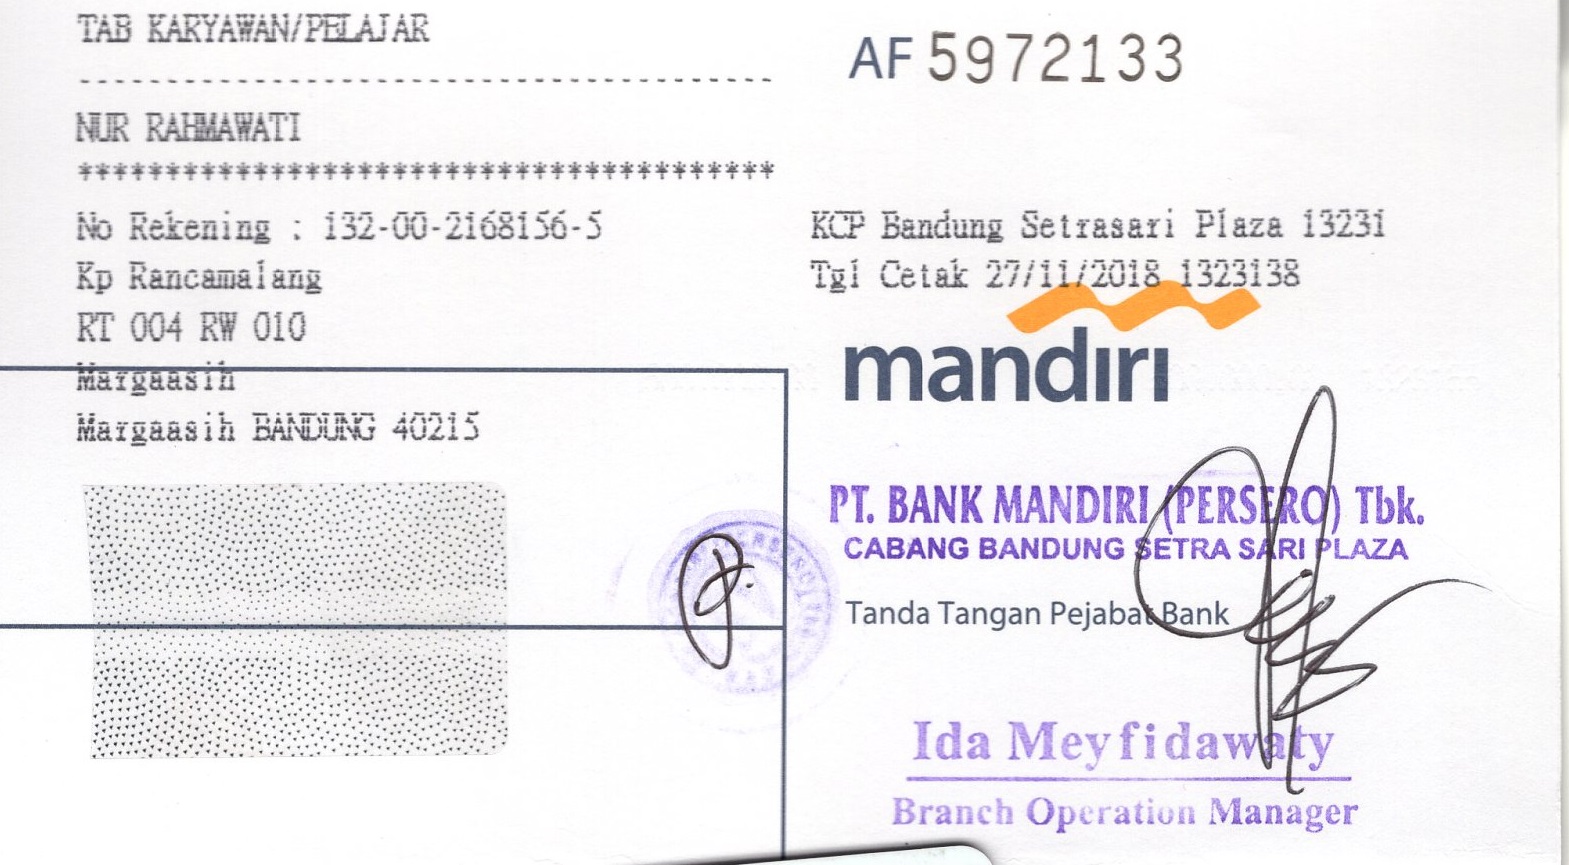 TAB KARYAWAN/PELAJAR
----------------------------------------
AF 5972133
NUR RAHMAWATI
****************************************
No Rekening : 132-00-2168156-5
Kp Rancamalang
RT 004 RW 010
Margaasih
Margaasih BANDUNG 40215
KCP Bandung Setrasari Plaza 13231
Tgl Cetak 27/11/2018 1323138
mandiri
PT. BANK MANDIRI (PERSERO) Tbk.
CABANG BANDUNG SETRA SARI PLAZA
Tanda Tangan Pejabat Bank
Ida Meyfidawaty
Branch Operation Manager